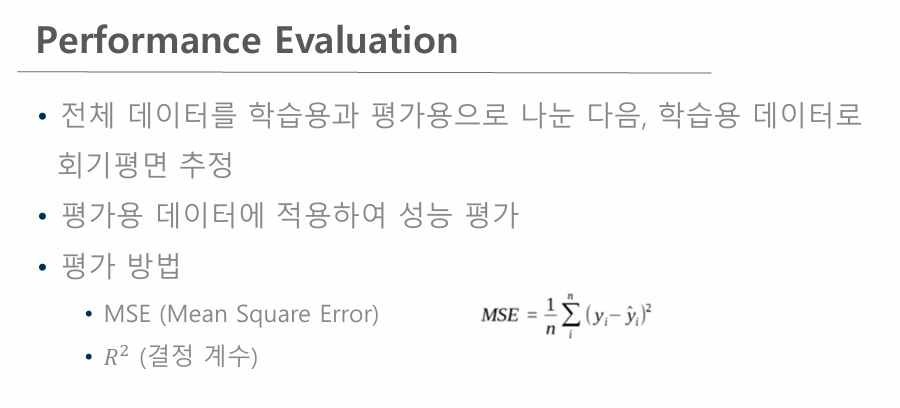 Performance Evaluation
• 전체 데이터를 학습용과 평가용으로 나눈 다음, 학습용 데이터로
회기평면 추정
• 평가용 데이터에 적용하여 성능 평가
• 평가 방법
• MSE (Mean Square Error)
MSE = 1/n ∑ⁿᵢ (yᵢ − ŷᵢ)²
• R² (결정 계수)